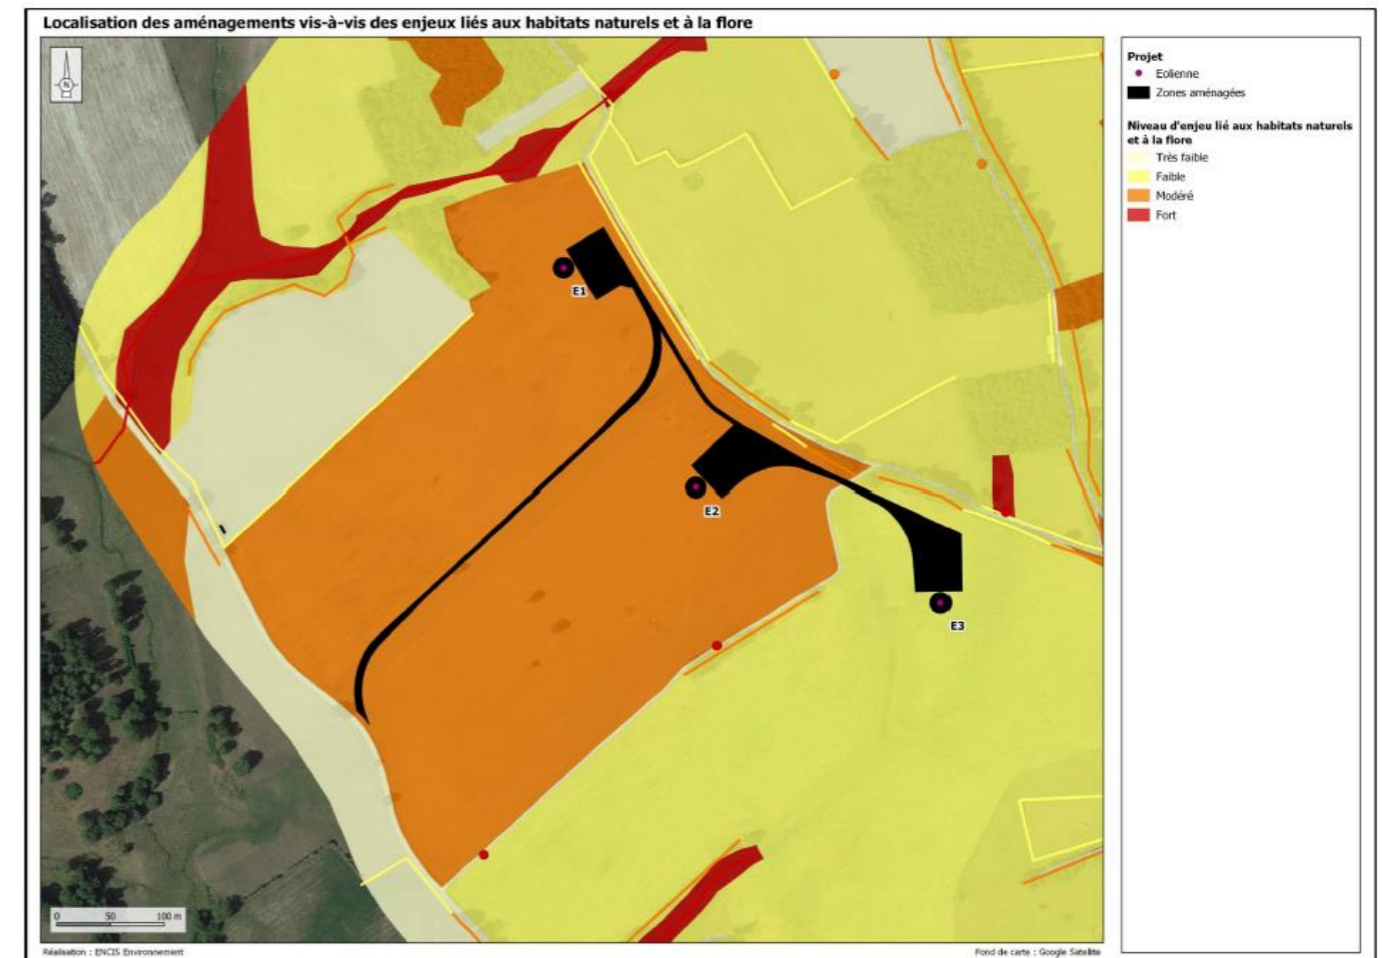 Localisation des aménagements vis-à-vis des enjeux liés aux habitats naturels et à la flore
N
Projet
Eolienne
Zones aménagées
Niveau d'enjeu lié aux habitats naturels
et à la flore
Très faible
Faible
Modéré
Fort
E1
E2
E3
0 50 100 m
Réalisation : ENCIS Environnement
Fond de carte : Google Satellite